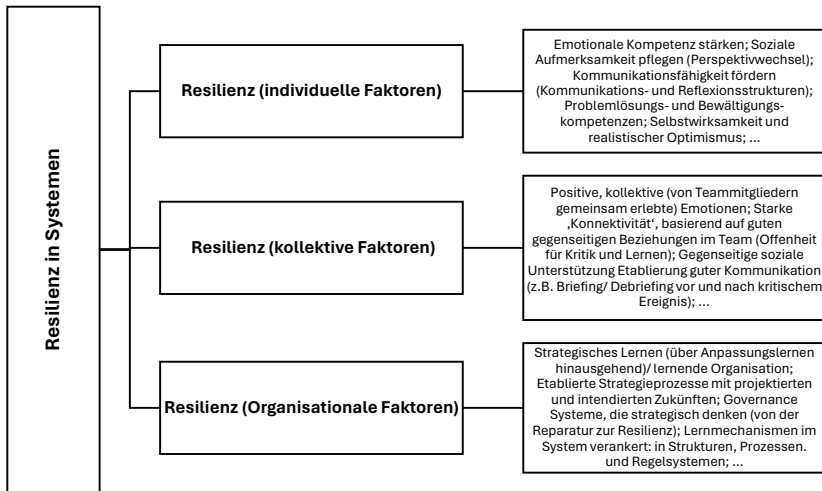 Resilienz in Systemen
Resilienz (individuelle Faktoren)
Emotionale Kompetenz stärken; Soziale
Aufmerksamkeit pflegen (Perspektivwechsel);
Kommunikationsfähigkeit fördern
(Kommunikations- und Reflexionsstrukturen);
Problemlösungs- und Bewältigungs-
kompetenzen; Selbstwirksamkeit und
realistischer Optimismus; ...
Resilienz (kollektive Faktoren)
Positive, kollektive (von Teammitgliedern
gemeinsam erlebte) Emotionen; Starke
‚Konnektivität‘, basierend auf guten
gegenseitigen Beziehungen im Team (Offenheit
für Kritik und Lernen); Gegenseitige soziale
Unterstützung Etablierung guter Kommunikation
(z.B. Briefing/ Debriefing vor und nach kritischem
Ereignis); ...
Resilienz (Organisationale Faktoren)
Strategisches Lernen (über Anpassungslernen
hinausgehend)/ lernende Organisation;
Etablierte Strategieprozesse mit projektierten
und intendierten Zukünften; Governance
Systeme, die strategisch denken (von der
Reparatur zur Resilienz); Lernmechanismen im
System verankert: in Strukturen, Prozessen.
und Regelsystemen; ...